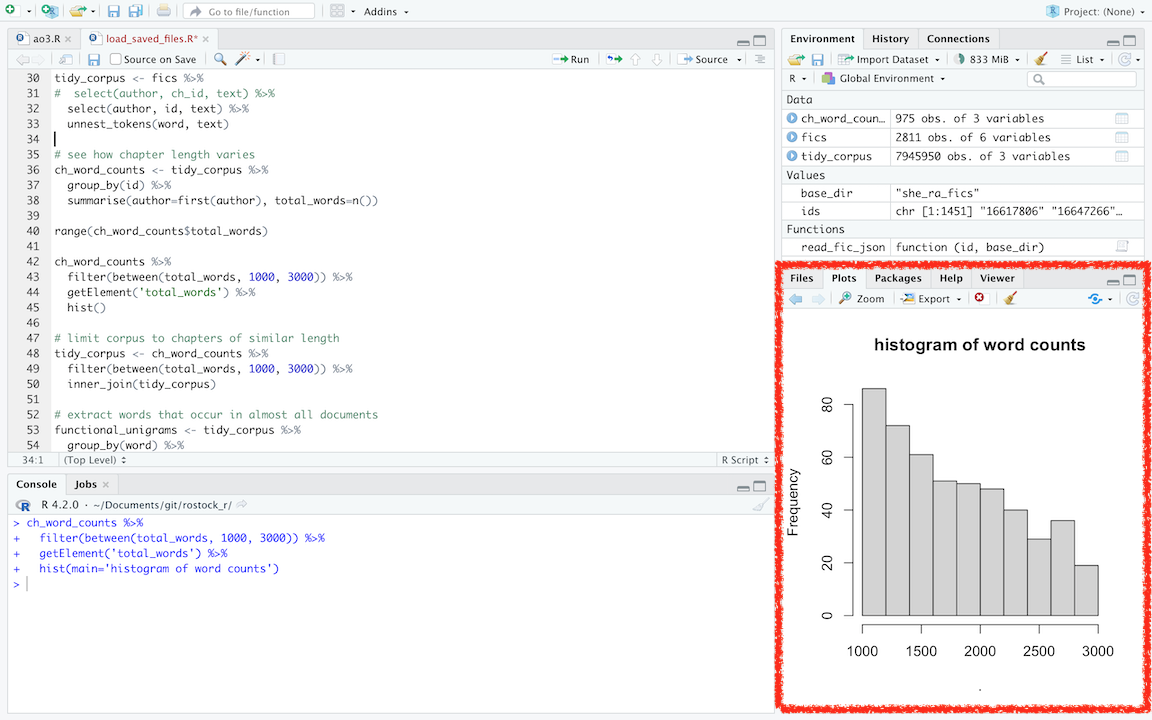 Go to file/function
Addins
Project: (None)
ao3.R
load_saved_files.R*
Source on Save
Run
Source
30 tidy_corpus <- fics %>%
31 #  select(author, ch_id, text) %>%
32   select(author, id, text) %>%
33   unnest_tokens(word, text)
34
35 # see how chapter length varies
36 ch_word_counts <- tidy_corpus %>%
37   group_by(id) %>%
38   summarise(author=first(author), total_words=n())
39
40 range(ch_word_counts$total_words)
41
42 ch_word_counts %>%
43   filter(between(total_words, 1000, 3000)) %>%
44   getElement('total_words') %>%
45   hist()
46
47 # limit corpus to chapters of similar length
48 tidy_corpus <- ch_word_counts %>%
49   filter(between(total_words, 1000, 3000)) %>%
50   inner_join(tidy_corpus)
51
52 # extract words that occur in almost all documents
53 functional_unigrams <- tidy_corpus %>%
54   group_by(word) %>%
34:1 (Top Level) R Script
Console Jobs
R 4.2.0 · ~/Documents/git/rostock_r/
> ch_word_counts %>%
+   filter(between(total_words, 1000, 3000)) %>%
+   getElement('total_words') %>%
+   hist(main='histogram of word counts')
>
Environment History Connections
Import Dataset 833 MiB List
R Global Environment
Data
ch_word_coun… 975 obs. of 3 variables
fics 2811 obs. of 6 variables
tidy_corpus 7945950 obs. of 3 variables
Values
base_dir "she_ra_fics"
ids chr [1:1451] "16617806" "16647266"…
Functions
read_fic_json function (id, base_dir)
Files Plots Packages Help Viewer
Zoom Export
histogram of word counts
Frequency
80
60
40
20
0
1000 1500 2000 2500 3000
.